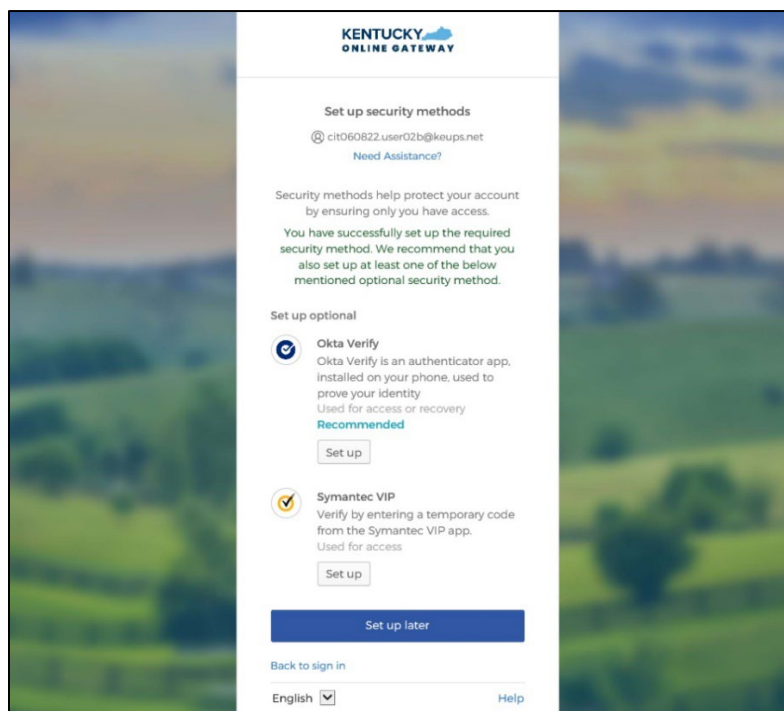 KENTUCKY
ONLINE GATEWAY
Set up security methods
cit060822.user02b@keups.net
Need Assistance?
Security methods help protect your account
by ensuring only you have access.
You have successfully set up the required
security method. We recommend that you
also set up at least one of the below
mentioned optional security method.
Set up optional
Okta Verify
Okta Verify is an authenticator app,
installed on your phone, used to
prove your identity
Used for access or recovery
Recommended
Set up
Symantec VIP
Verify by entering a temporary code
from the Symantec VIP app.
Used for access
Set up
Set up later
Back to sign in
English
Help